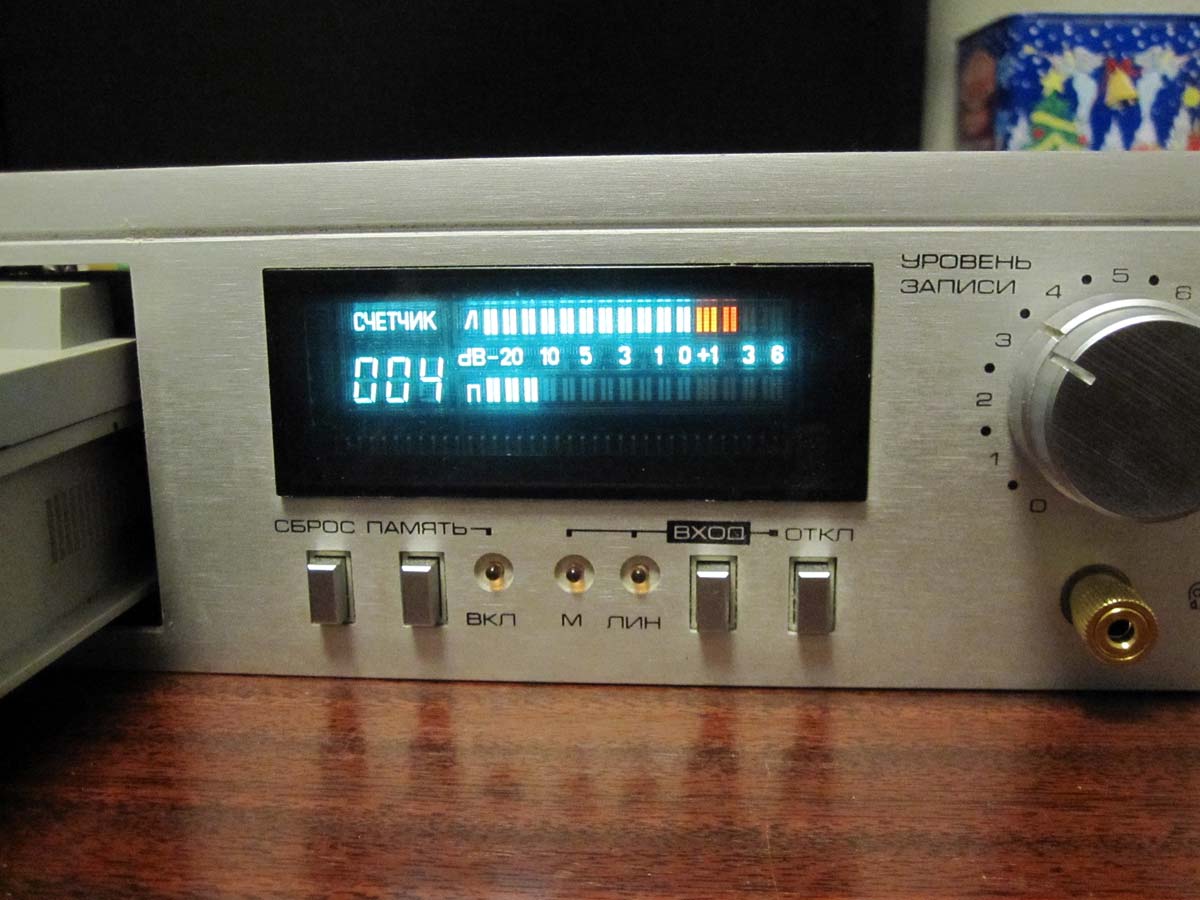 УРОВЕНЬ
ЗАПИСИ
0 1 2 3 4 5 6
СЧЕТЧИК Л
dB-20 10 5 3 1 0 +1 3 6
004 П
СБРОС ПАМЯТЬ ВХОД ОТКЛ
ВКЛ М ЛИН